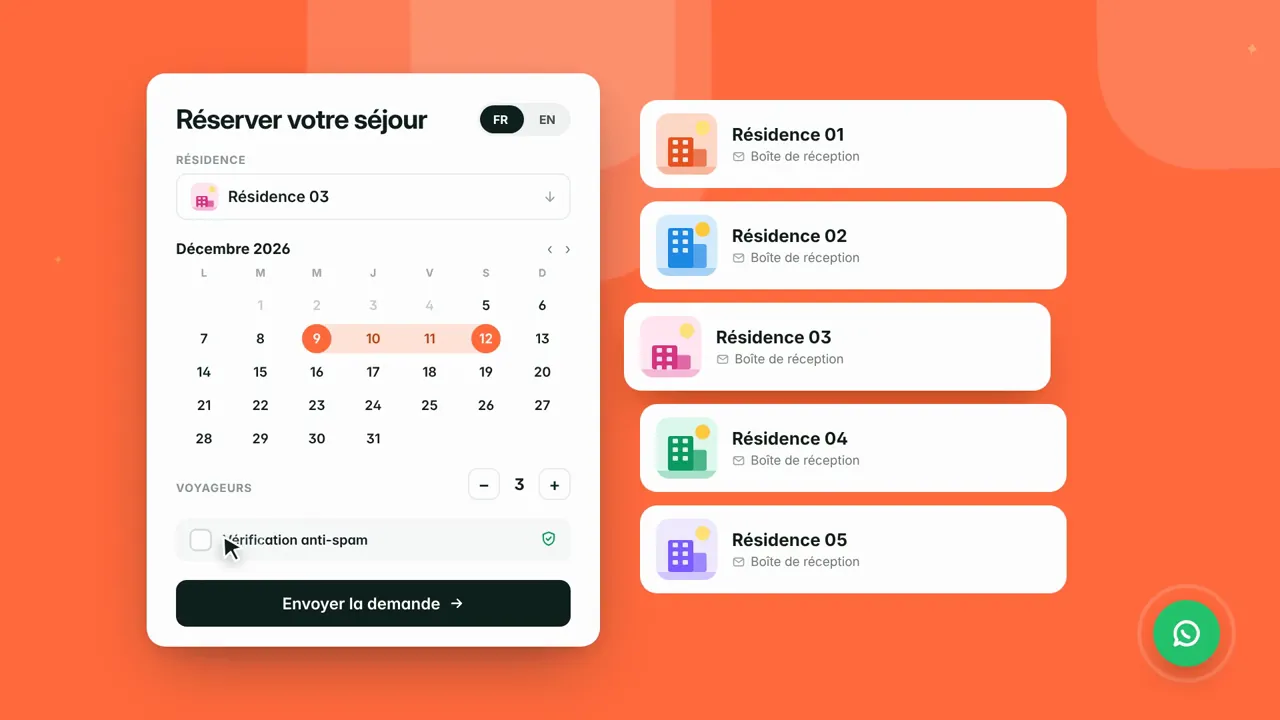 Réserver votre séjour
FR EN
RÉSIDENCE
Résidence 03
Décembre 2026
L M M J V S D
1 2 3 4 5 6
7 8 9 10 11 12 13
14 15 16 17 18 19 20
21 22 23 24 25 26 27
28 29 30 31
VOYAGEURS
− 3 +
Vérification anti-spam
Envoyer la demande →
Résidence 01
Boîte de réception
Résidence 02
Boîte de réception
Résidence 03
Boîte de réception
Résidence 04
Boîte de réception
Résidence 05
Boîte de réception